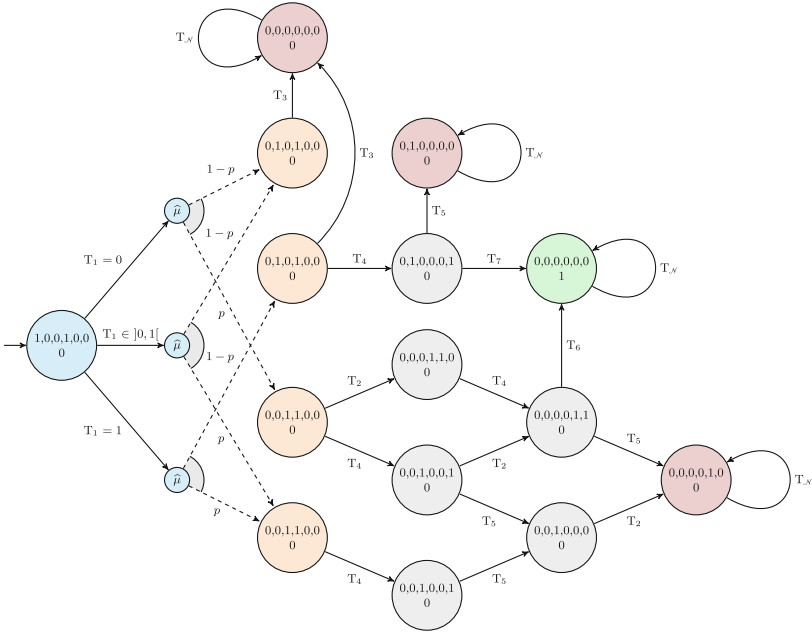 0,0,0,0,0,0
0
T𝒩
T₃
0,1,0,1,0,0
0
T₃
0,1,0,0,0,0
0
T𝒩
1 − p
μ̂
1 − p
T₅
T₁ = 0
0,1,0,1,0,0
0
T₄
0,1,0,0,0,1
0
T₇
0,0,0,0,0,0
1
T𝒩
p
1,0,0,1,0,0
0
T₁ ∈ ]0,1[
μ̂
1 − p
T₆
0,0,0,1,1,0
0
T₂
T₄
0,0,1,1,0,0
0
0,0,0,0,1,1
0
T₁ = 1
p
T₄
T₂
T₅
μ̂
0,0,1,0,0,1
0
0,0,0,0,1,0
0
T𝒩
p
T₅
T₂
0,0,1,1,0,0
0
0,0,1,0,0,0
0
T₄
T₅
0,0,1,0,0,1
0